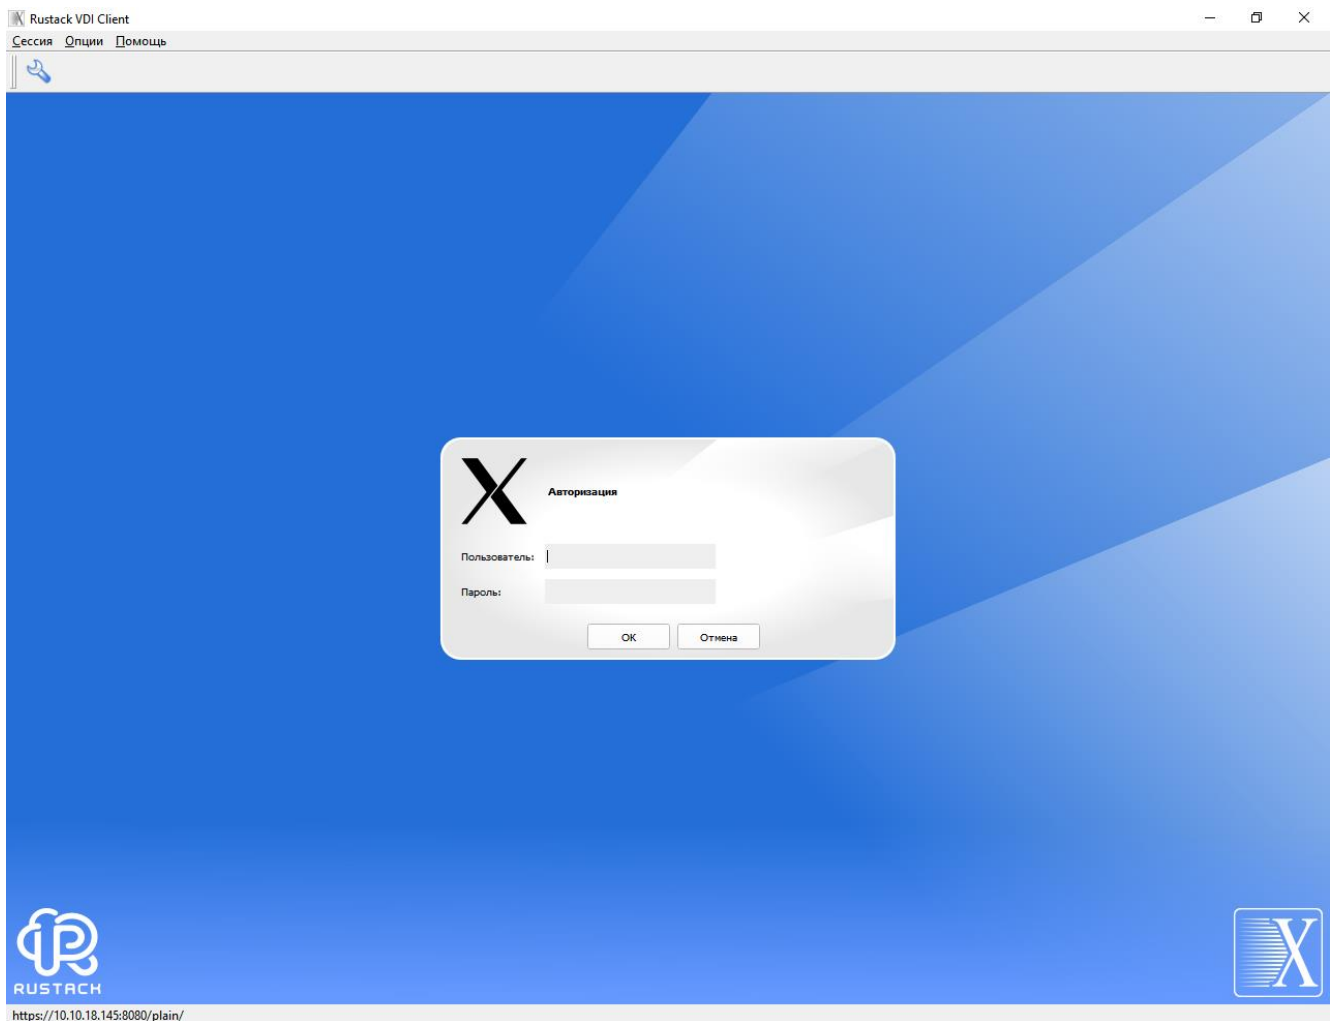 Rustack VDI Client
Сессия Опции Помощь
Авторизация
Пользователь:
Пароль:
OK Отмена
RUSTACK
X
https://10.10.18.145:8080/plain/